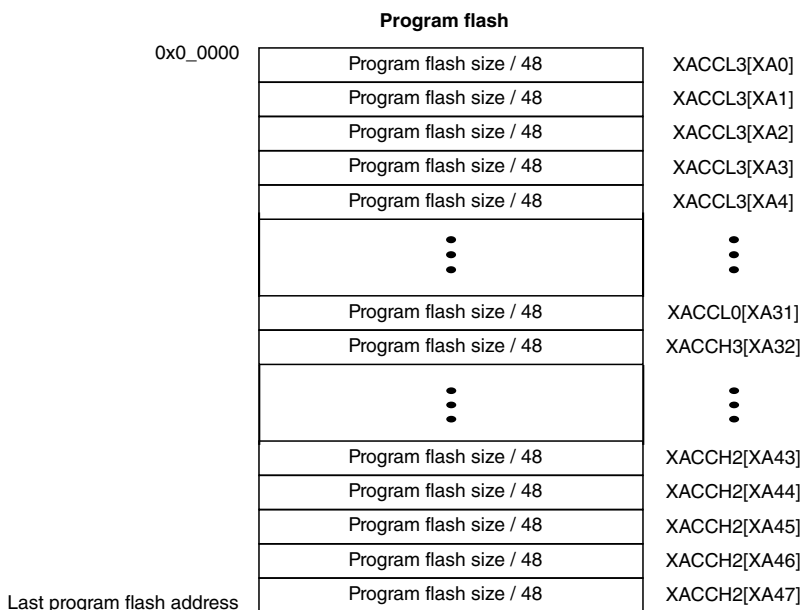 Program flash
0x0_0000
Program flash size / 48 XACCL3[XA0]
Program flash size / 48 XACCL3[XA1]
Program flash size / 48 XACCL3[XA2]
Program flash size / 48 XACCL3[XA3]
Program flash size / 48 XACCL3[XA4]
Program flash size / 48 XACCL0[XA31]
Program flash size / 48 XACCH3[XA32]
Program flash size / 48 XACCH2[XA43]
Program flash size / 48 XACCH2[XA44]
Program flash size / 48 XACCH2[XA45]
Program flash size / 48 XACCH2[XA46]
Program flash size / 48 XACCH2[XA47]
Last program flash address